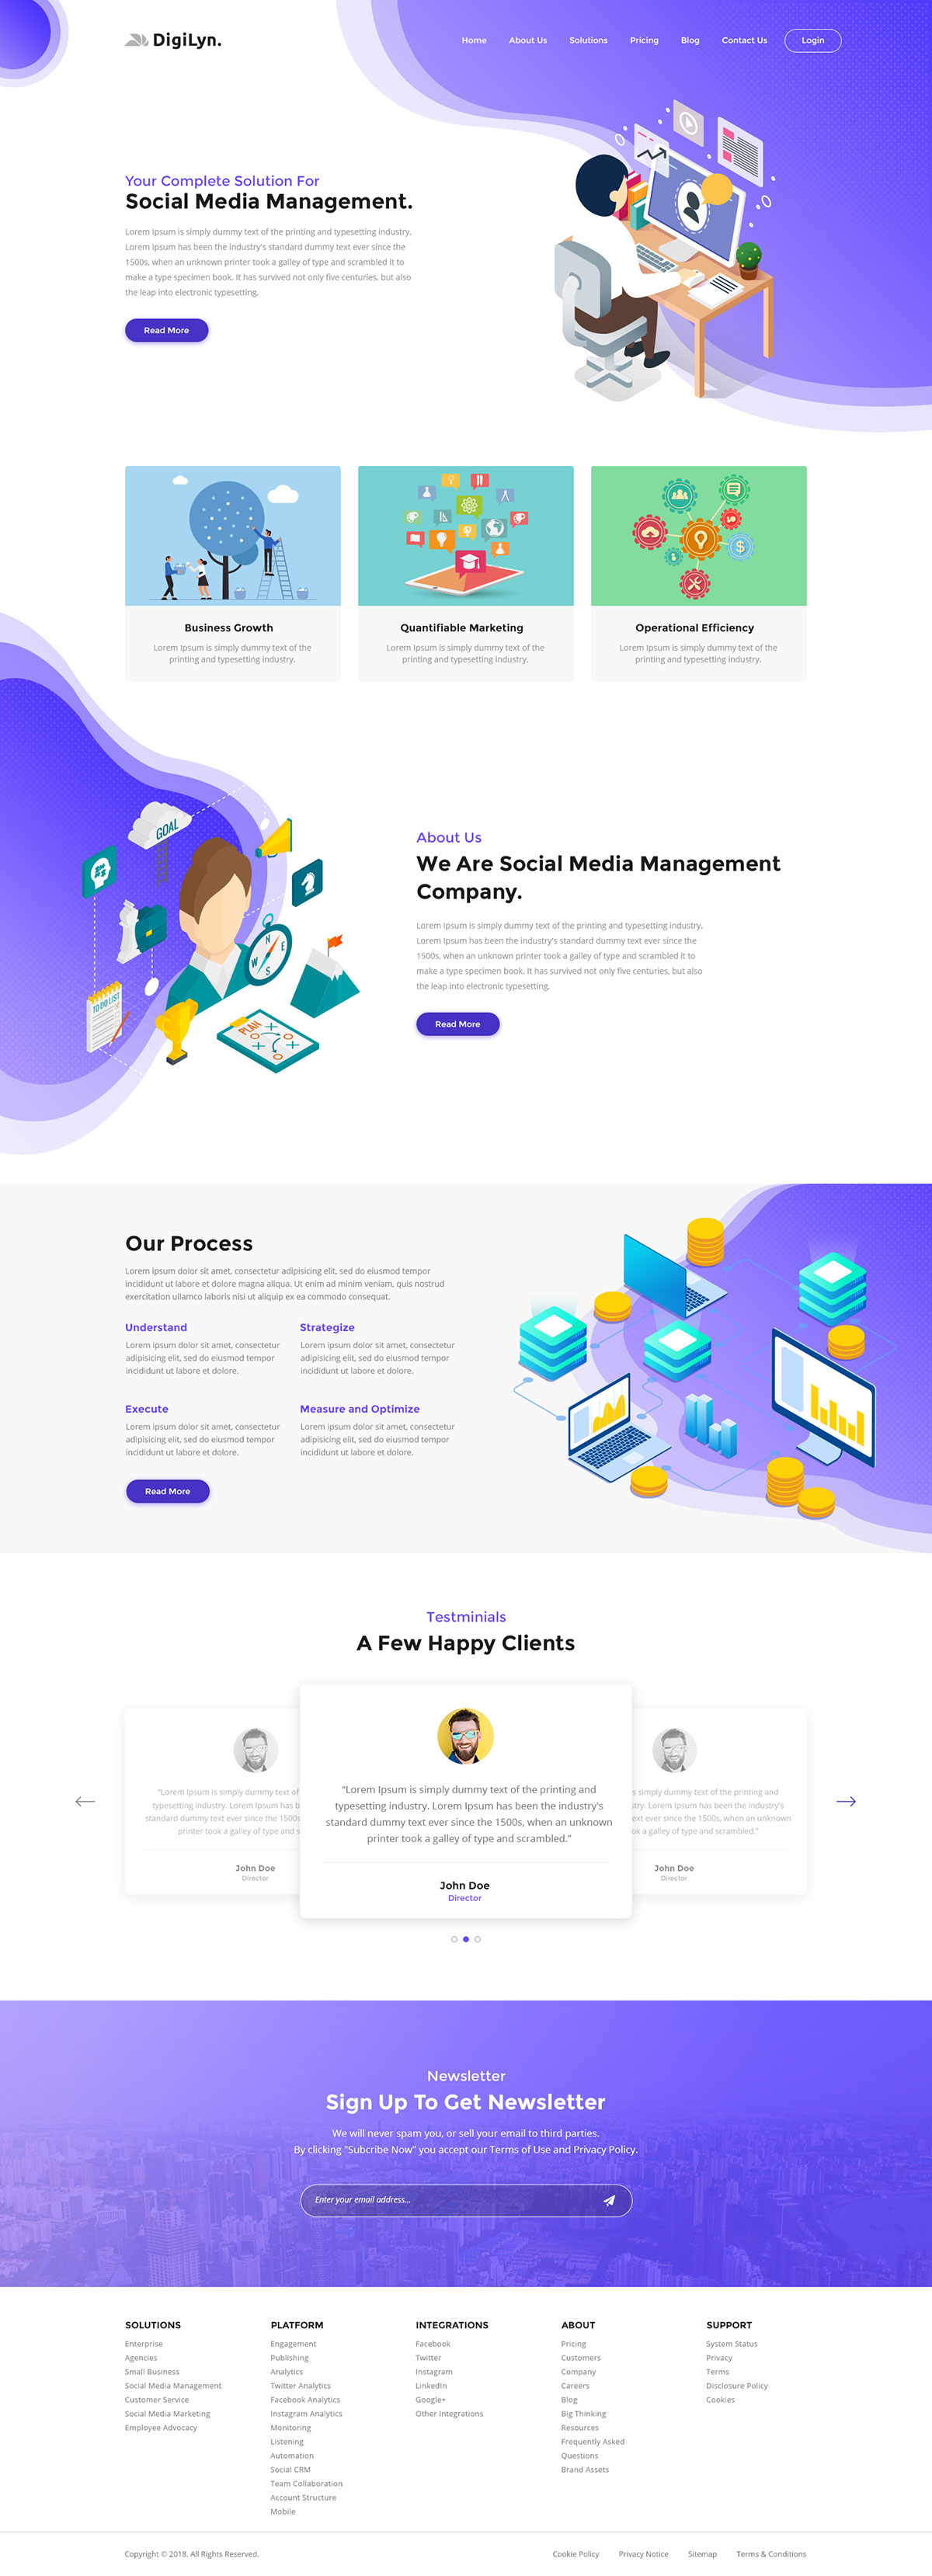 DigiLyn.
Home About Us Solutions Pricing Blog Contact Us Login
Your Complete Solution For
Social Media Management.
Lorem Ipsum is simply dummy text of the printing and typesetting industry.
Lorem Ipsum has been the industry's standard dummy text ever since the
1500s, when an unknown printer took a galley of type and scrambled it to
make a type specimen book. It has survived not only five centuries, but also
the leap into electronic typesetting.
Read More
Business Growth
Lorem Ipsum is simply dummy text of the
printing and typesetting industry.
Quantifiable Marketing
Lorem Ipsum is simply dummy text of the
printing and typesetting industry.
Operational Efficiency
Lorem Ipsum is simply dummy text of the
printing and typesetting industry.
GOAL
N
E
W
S
TO DO LIST
PLAN
About Us
We Are Social Media Management
Company.
Lorem Ipsum is simply dummy text of the printing and typesetting industry.
Lorem Ipsum has been the industry's standard dummy text ever since the
1500s, when an unknown printer took a galley of type and scrambled it to
make a type specimen book. It has survived not only five centuries, but also
the leap into electronic typesetting.
Read More
Our Process
Lorem ipsum dolor sit amet, consectetur adipisicing elit, sed do eiusmod tempor
incididunt ut labore et dolore magna aliqua. Ut enim ad minim veniam, quis nostrud
exercitation ullamco laboris nisi ut aliquip ex ea commodo consequat.
Understand
Lorem ipsum dolor sit amet, consectetur
adipisicing elit, sed do eiusmod tempor
incididunt ut labore et dolore.
Strategize
Lorem ipsum dolor sit amet, consectetur
adipisicing elit, sed do eiusmod tempor
incididunt ut labore et dolore.
Execute
Lorem ipsum dolor sit amet, consectetur
adipisicing elit, sed do eiusmod tempor
incididunt ut labore et dolore.
Measure and Optimize
Lorem ipsum dolor sit amet, consectetur
adipisicing elit, sed do eiusmod tempor
incididunt ut labore et dolore.
Read More
Testminials
A Few Happy Clients
"Lorem Ipsum is simply dummy text of
typesetting industry. Lorem Ipsum has b
standard dummy text ever since the 1500s
printer took a galley of type and s
John Doe
Director
"Lorem Ipsum is simply dummy text of the printing and
typesetting industry. Lorem Ipsum has been the industry's
standard dummy text ever since the 1500s, when an unknown
printer took a galley of type and scrambled."
John Doe
Director
s simply dummy text of the printing and
stry. Lorem Ipsum has been the industry's
ext ever since the 1500s, when an unknown
ok a galley of type and scrambled."
John Doe
Director
Newsletter
Sign Up To Get Newsletter
We will never spam you, or sell your email to third parties.
By clicking "Subcribe Now" you accept our Terms of Use and Privacy Policy.
Enter your email address...
SOLUTIONS
Enterprise
Agencies
Small Business
Social Media Management
Customer Service
Social Media Marketing
Employee Advocacy
PLATFORM
Engagement
Publishing
Analytics
Twitter Analytics
Facebook Analytics
Instagram Analytics
Monitoring
Listening
Automation
Social CRM
Team Collaboration
Account Structure
Mobile
INTEGRATIONS
Facebook
Twitter
Instagram
LinkedIn
Google+
Other Integrations
ABOUT
Pricing
Customers
Company
Careers
Blog
Big Thinking
Resources
Frequently Asked
Questions
Brand Assets
SUPPORT
System Status
Privacy
Terms
Disclosure Policy
Cookies
Copyright © 2018. All Rights Reserved.
Cookie Policy Privacy Notice Sitemap Terms & Conditions